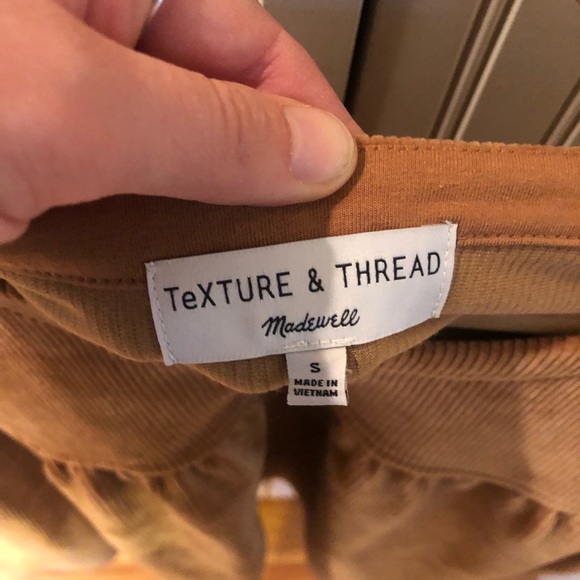 TeXTURE & THREAD
Madewell
S
MADE IN
VIETNAM